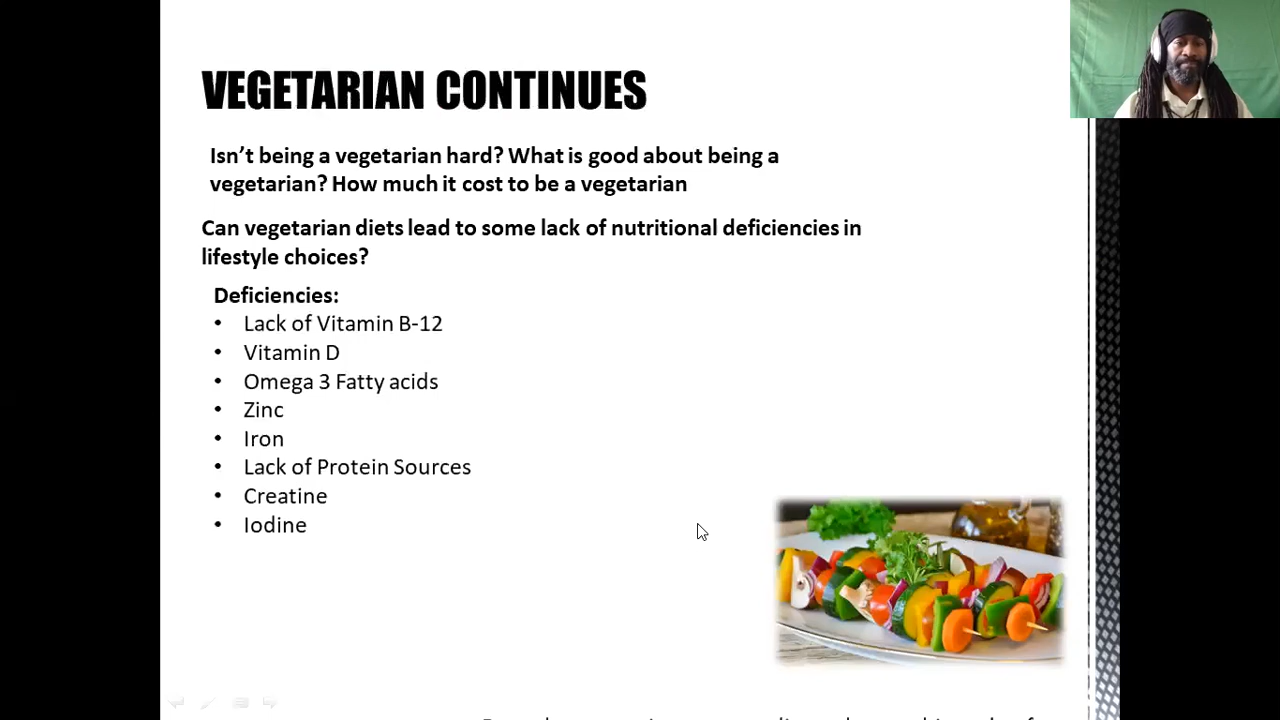 VEGETARIAN CONTINUES
Isn't being a vegetarian hard? What is good about being a
vegetarian? How much it cost to be a vegetarian
Can vegetarian diets lead to some lack of nutritional deficiencies in
lifestyle choices?
Deficiencies:
• Lack of Vitamin B-12
• Vitamin D
• Omega 3 Fatty acids
• Zinc
• Iron
• Lack of Protein Sources
• Creatine
• Iodine